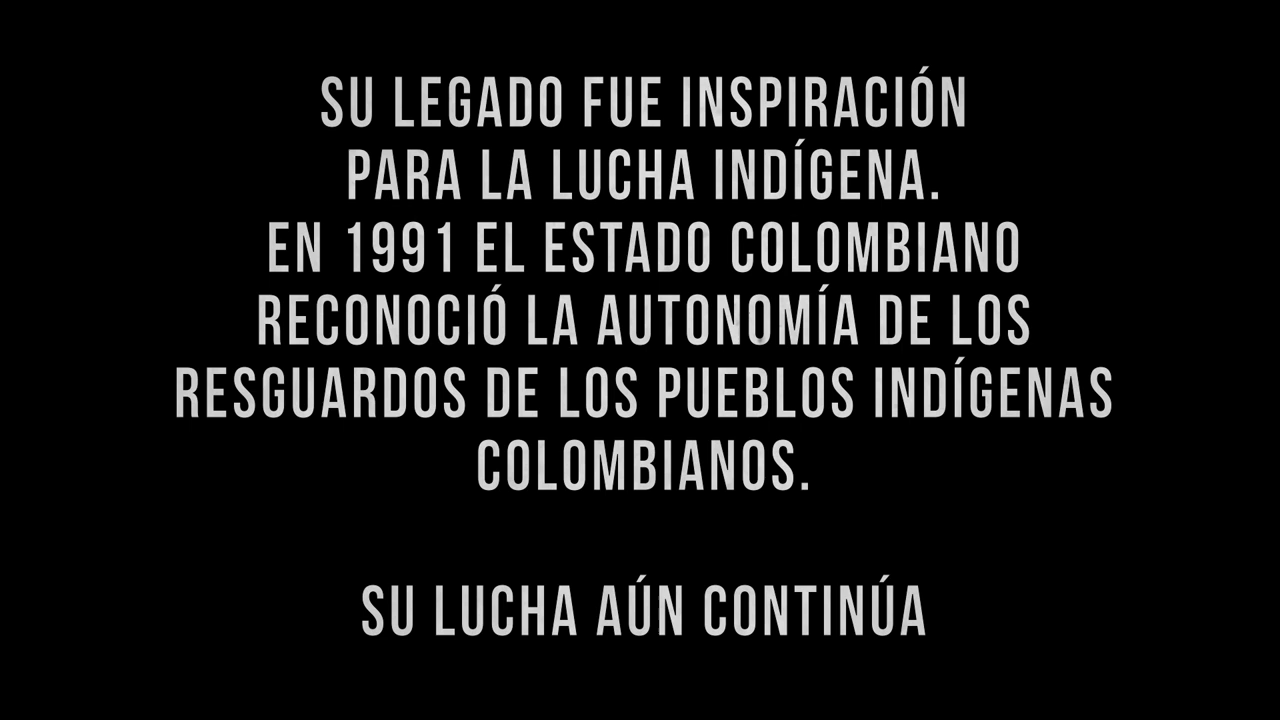 SU LEGADO FUE INSPIRACIÓN
PARA LA LUCHA INDÍGENA.
EN 1991 EL ESTADO COLOMBIANO
RECONOCIÓ LA AUTONOMÍA DE LOS
RESGUARDOS DE LOS PUEBLOS INDÍGENAS
COLOMBIANOS.
SU LUCHA AÚN CONTINÚA